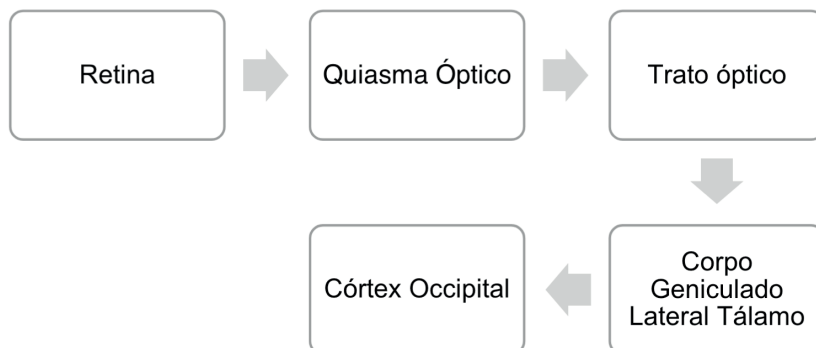 Retina
Quiasma Óptico
Trato óptico
Corpo
Geniculado
Lateral Tálamo
Córtex Occipital